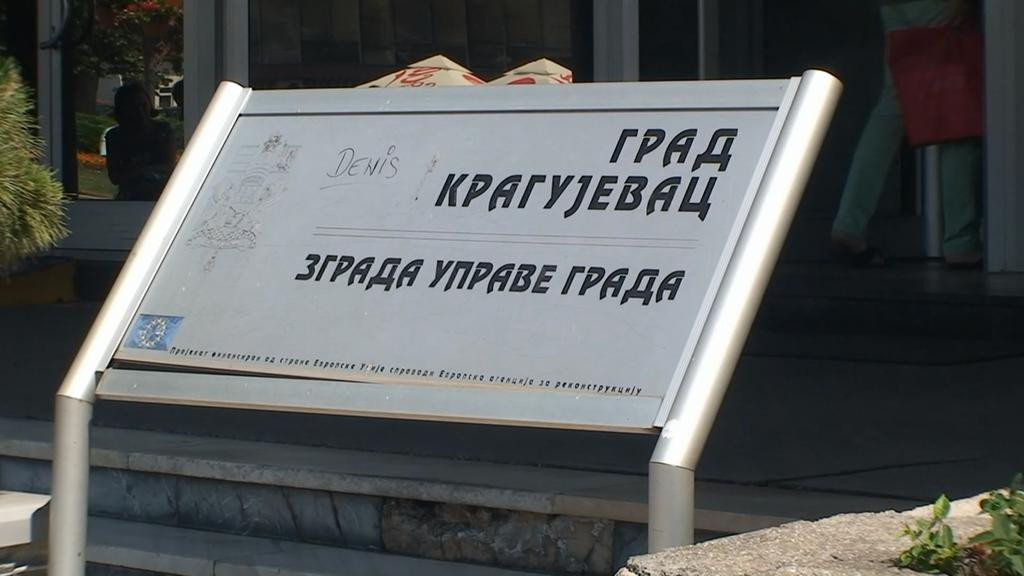 ГРАД
DENIS
КРАГУЈЕВАЦ
ЗГРАДА УПРАВЕ ГРАДА
Пројекат финансиран од стране Европске Уније спроводи Европска агенција за реконструкцију